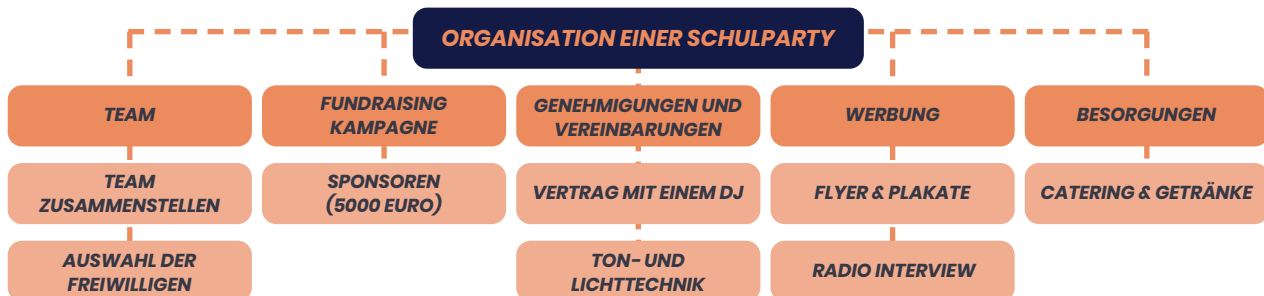 ORGANISATION EINER SCHULPARTY
TEAM
FUNDRAISING
KAMPAGNE
GENEHMIGUNGEN UND
VEREINBARUNGEN
WERBUNG
BESORGUNGEN
TEAM
ZUSAMMENSTELLEN
SPONSOREN
(5000 EURO)
VERTRAG MIT EINEM DJ
FLYER & PLAKATE
CATERING & GETRÄNKE
AUSWAHL DER
FREIWILLIGEN
TON- UND
LICHTTECHNIK
RADIO INTERVIEW